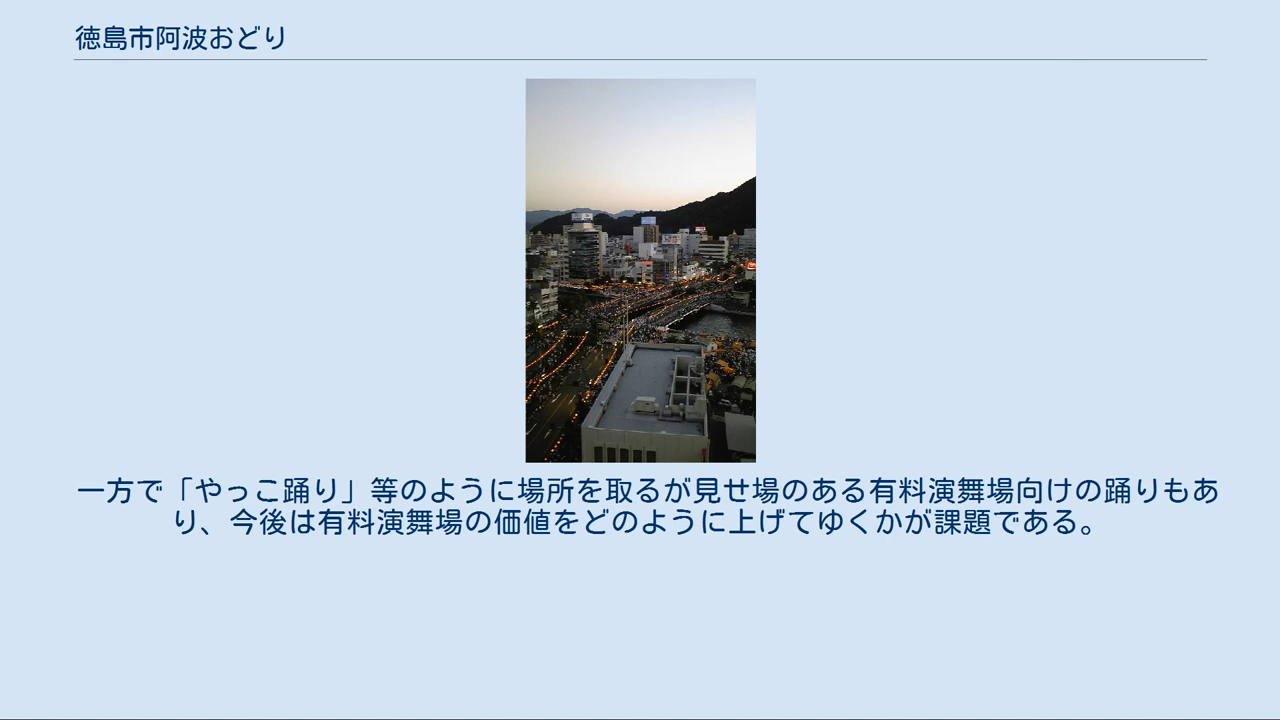 徳島市阿波おどり
一方で「やっこ踊り」等のように場所を取るが見せ場のある有料演舞場向けの踊りもあ
り、今後は有料演舞場の価値をどのように上げてゆくかが課題である。